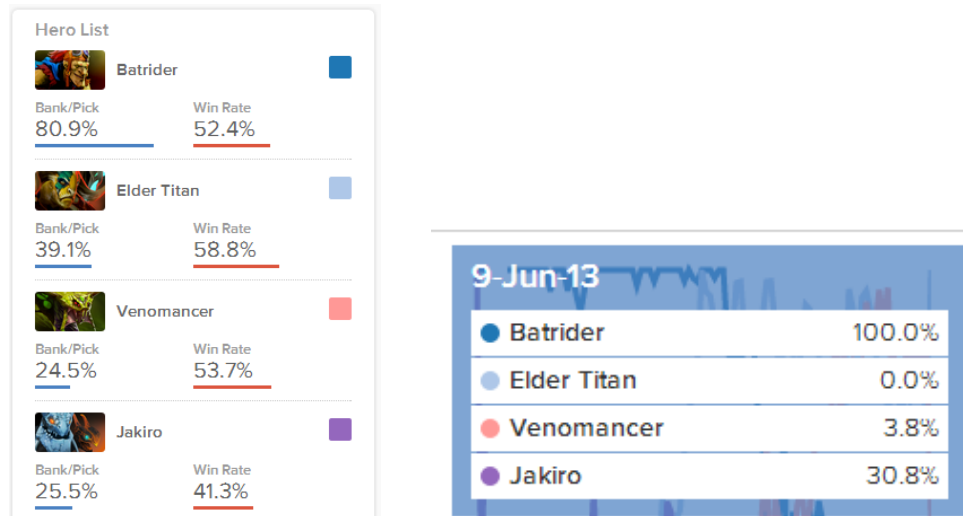 Hero List
Batrider
Bank/Pick Win Rate
80.9% 52.4%
Elder Titan
Bank/Pick Win Rate
39.1% 58.8%
Venomancer
Bank/Pick Win Rate
24.5% 53.7%
Jakiro
Bank/Pick Win Rate
25.5% 41.3%
9-Jun-13
Batrider 100.0%
Elder Titan 0.0%
Venomancer 3.8%
Jakiro 30.8%